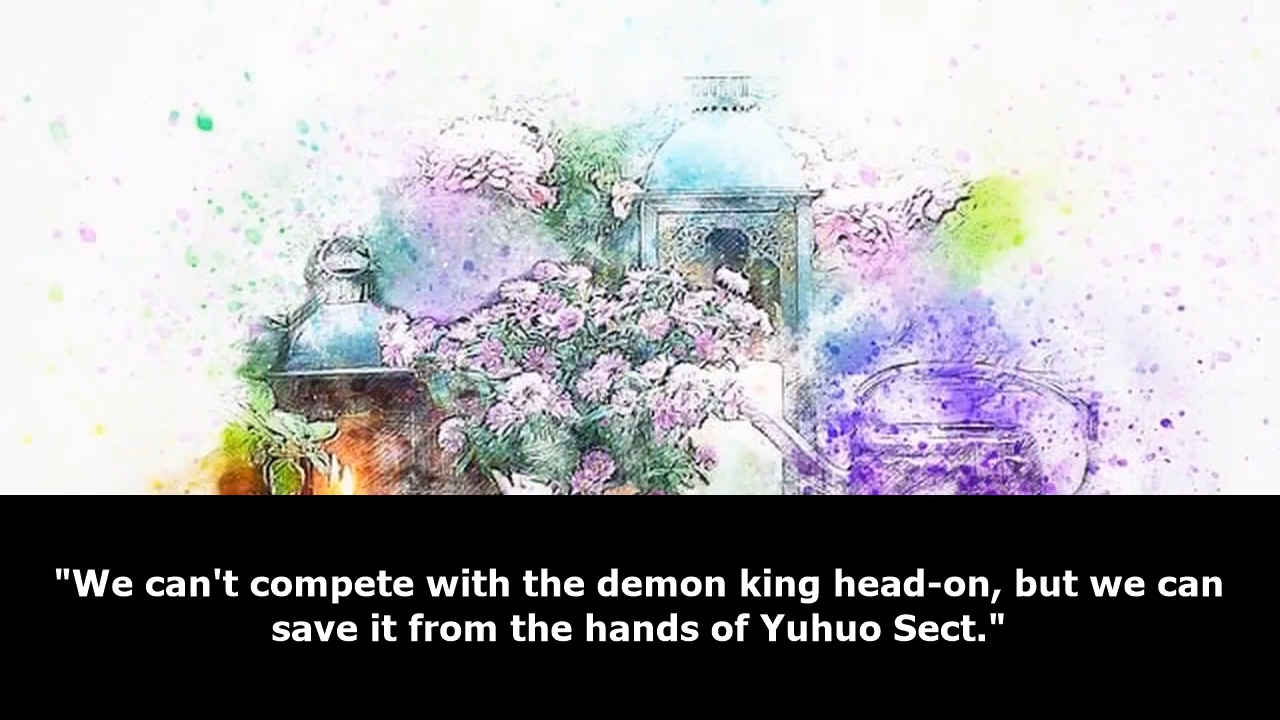 "We can't compete with the demon king head-on, but we can
save it from the hands of Yuhuo Sect."